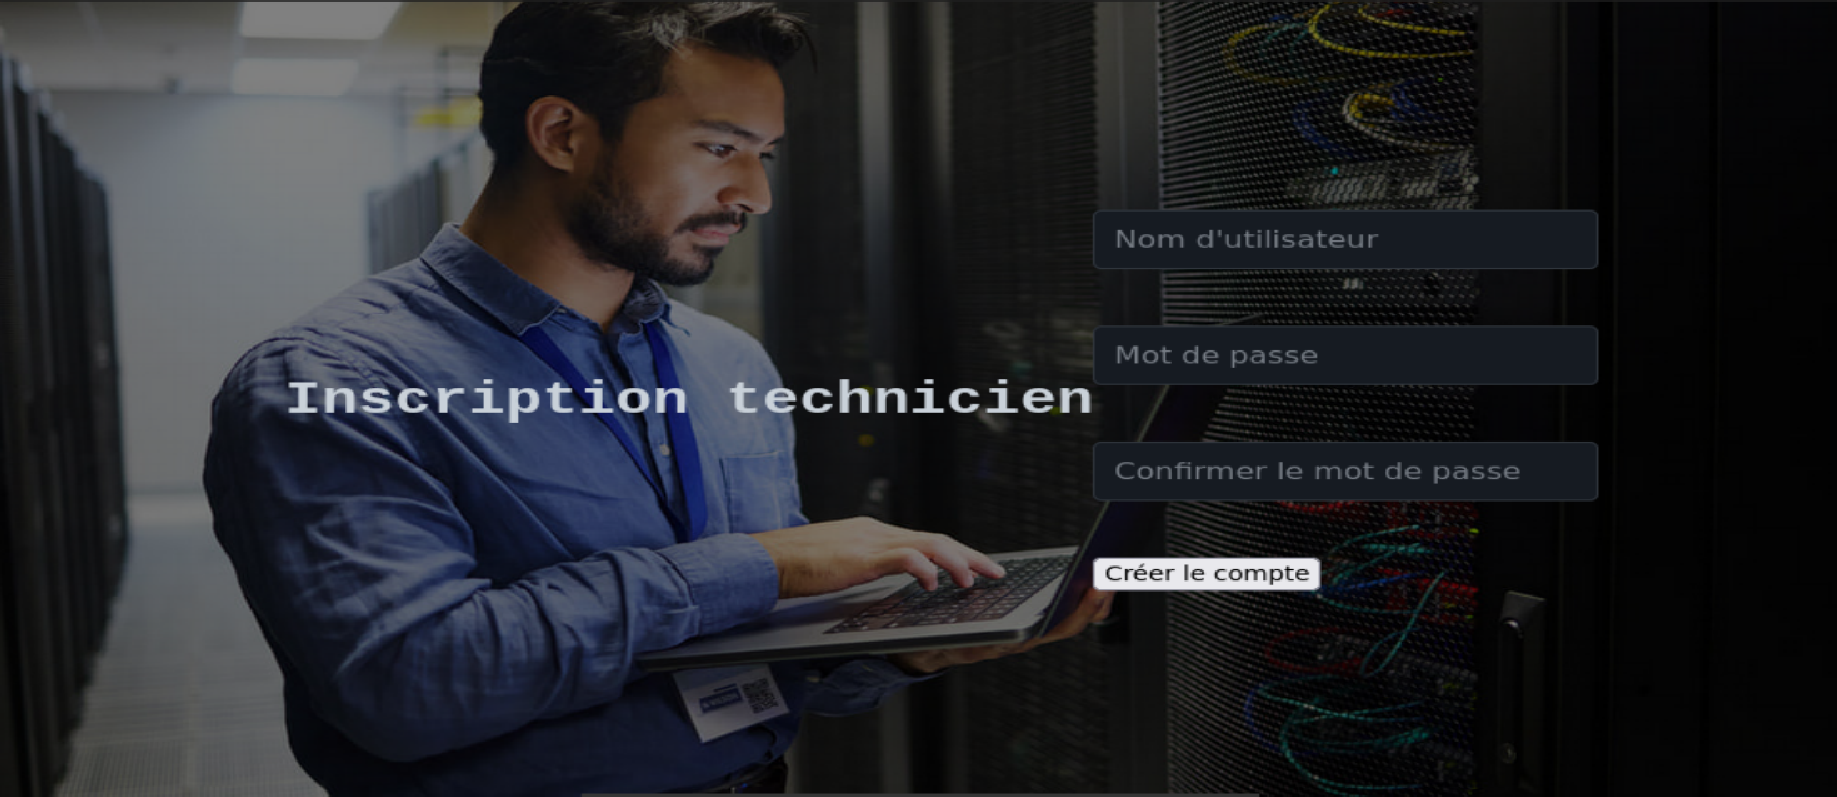 Nom d'utilisateur
Mot de passe
Inscription technicien
Confirmer le mot de passe
Créer le compte